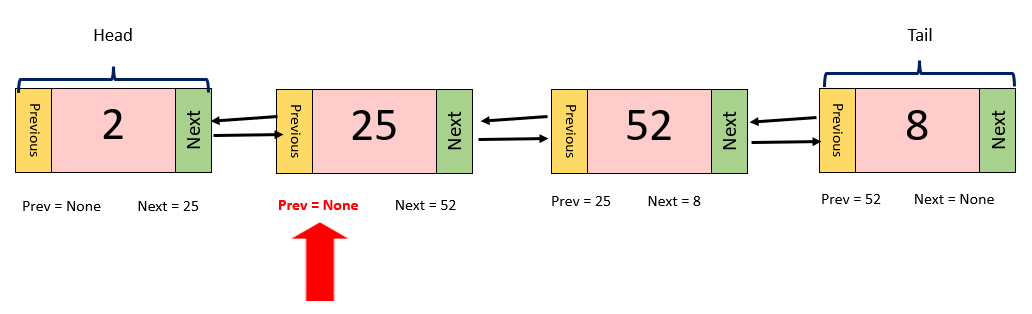 Head
Tail
Previous 2 Next
Previous 25 Next
Previous 52 Next
Previous 8 Next
Prev = None Next = 25
Prev = None Next = 52
Prev = 25 Next = 8
Prev = 52 Next = None